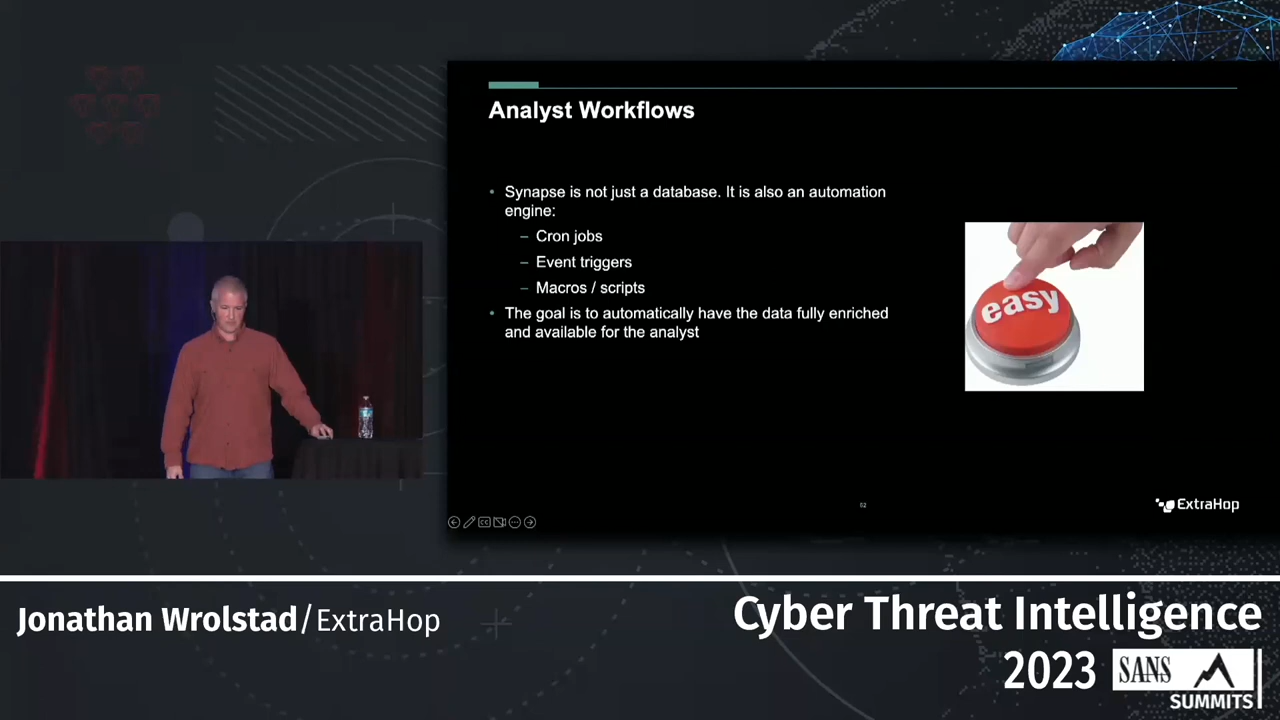 Analyst Workflows
• Synapse is not just a database. It is also an automation
engine:
– Cron jobs
– Event triggers
– Macros / scripts
• The goal is to automatically have the data fully enriched
and available for the analyst
easy
52
ExtraHop
CC
Jonathan Wrolstad/ExtraHop
Cyber Threat Intelligence
2023 SANS
SUMMITS